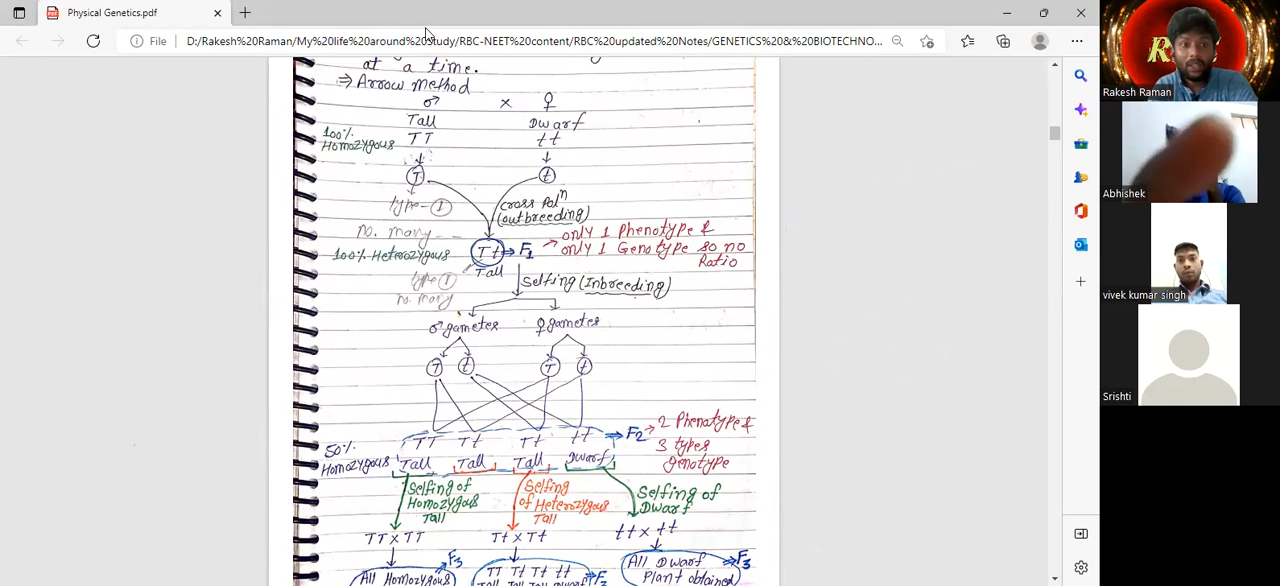 Physical Genetics.pdf
File
D:/Rakesh%20Raman/My%20life%20around%20study/RBC-NEET%20content/RBC%20updated%20Notes/GENETICS%20&%20BIOTECHNO...
at a time.
⇒ Arrow method
♂ × ♀
Tall Dwarf
100% Homozygous TT tt
T t
type-① cross Polⁿ (outbreeding)
no. many
100% Heterozygous Tt → F₁ → only 1 Phenotype & only 1 Genotype so no Ratio
Tall
type ①
no. many
Selfing (Inbreeding)
♂ gametes ♀ gametes
T t T t
50% Homozygous
TT Tt Tt tt ⇒ F₂ → 2 Phenotype & 3 types genotype
Tall Tall Tall Dwarf
Selfing of Homozygous Tall
Selfing of Heterozygous Tall
Selfing of Dwarf
TT × TT Tt × Tt tt × tt
All Homozygous F₃
TT Tt Tt tt
All Dwarf Plant obtained F₃
Rakesh Raman
Abhishek
vivek kumar singh
Srishti